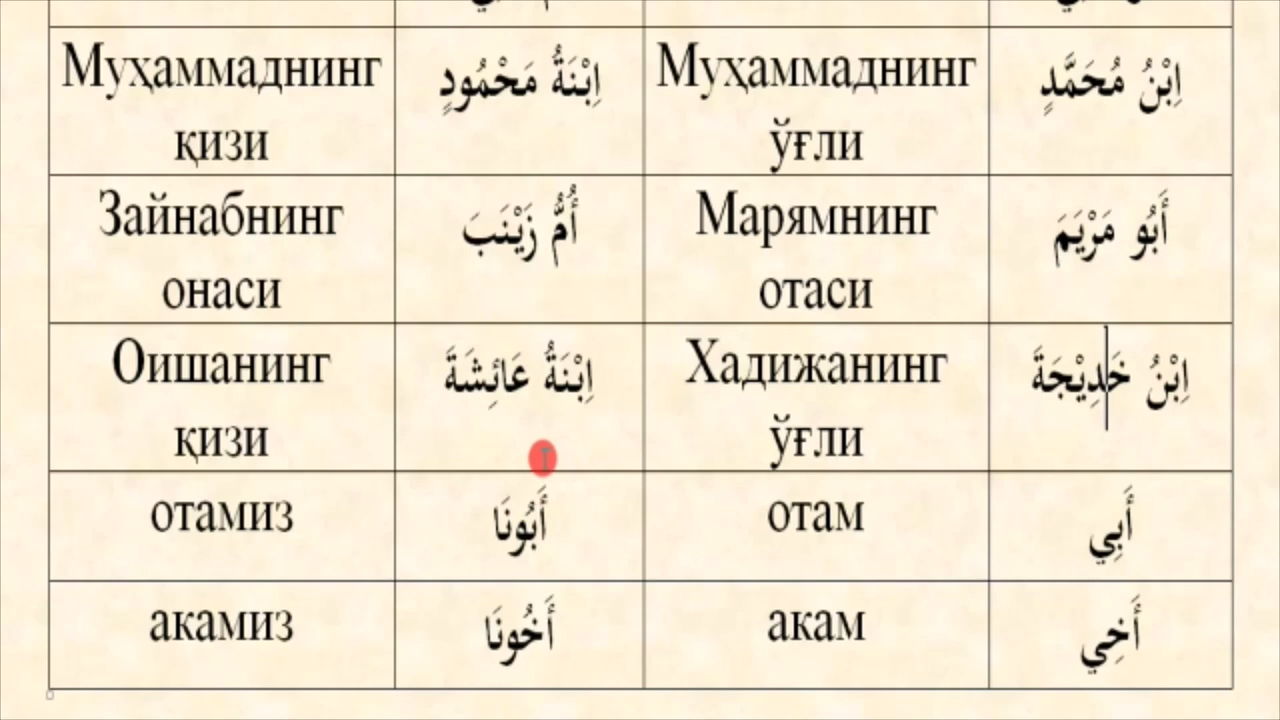 Муҳаммаднинг اِبْنَةُ مَحْمُودٍ Муҳаммаднинг اِبْنُ مُحَمَّدٍ
қизи ўғли
Зайнабнинг أُمُّ زَيْنَبَ Марямнинг أَبُو مَرْيَمَ
онаси отаси
Оишанинг اِبْنَةُ عَائِشَةَ Хадижанинг اِبْنُ خَدِيْجَةَ
қизи ўғли
отамиз أَبُونَا отам أَبِي
акамиз أَخُونَا акам أَخِي